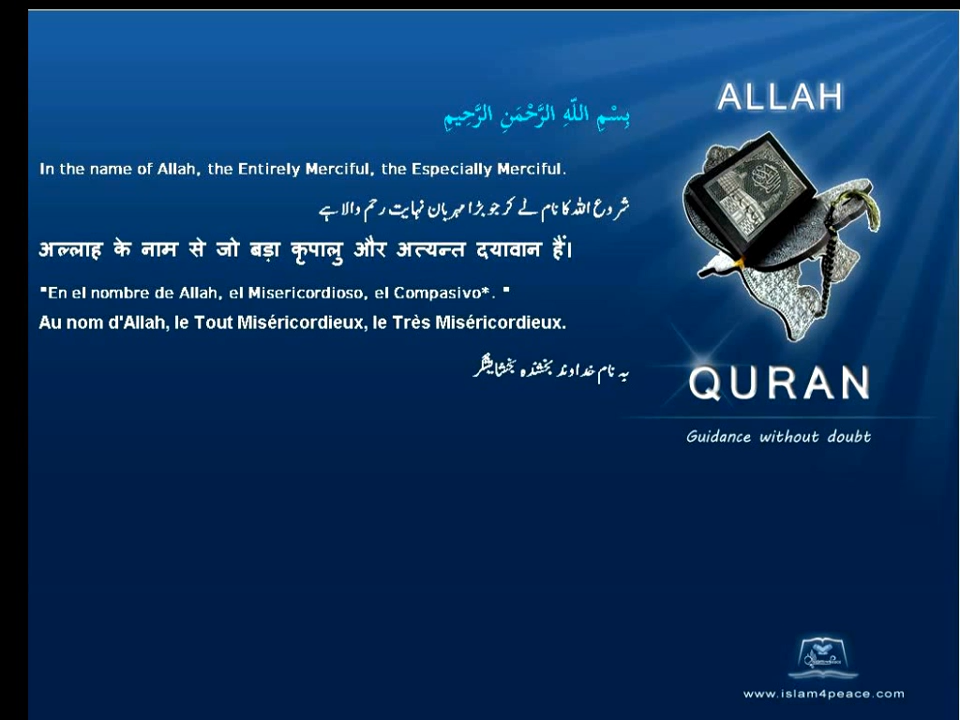 بِسْمِ اللّهِ الرَّحْمَنِ الرَّحِيمِ
In the name of Allah, the Entirely Merciful, the Especially Merciful.
شروع الله کا نام لے کر جو بڑا مہربان نہایت رحم والا ہے
अल्लाह के नाम से जो बड़ा कृपालु और अत्यन्त दयावान हैं।
"En el nombre de Allah, el Misericordioso, el Compasivo*. "
Au nom d'Allah, le Tout Miséricordieux, le Très Miséricordieux.
به نام خداوند بخشنده بخشایشگر
ALLAH
QURAN
Guidance without doubt
www.islam4peace.com